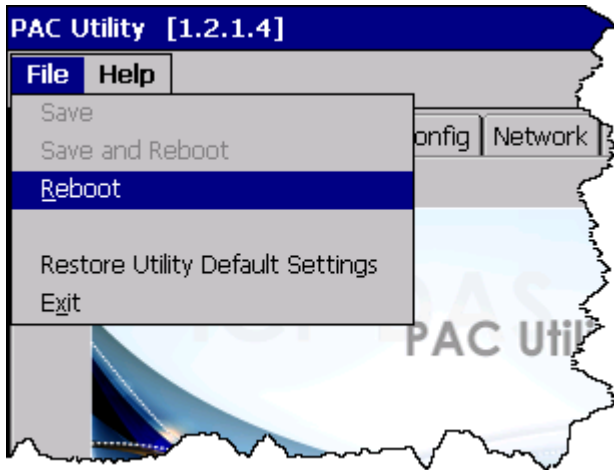 PAC Utility [1.2.1.4]
File Help
Save
Save and Reboot
onfig Network
Reboot
Restore Utility Default Settings
Exit
PAC Utili